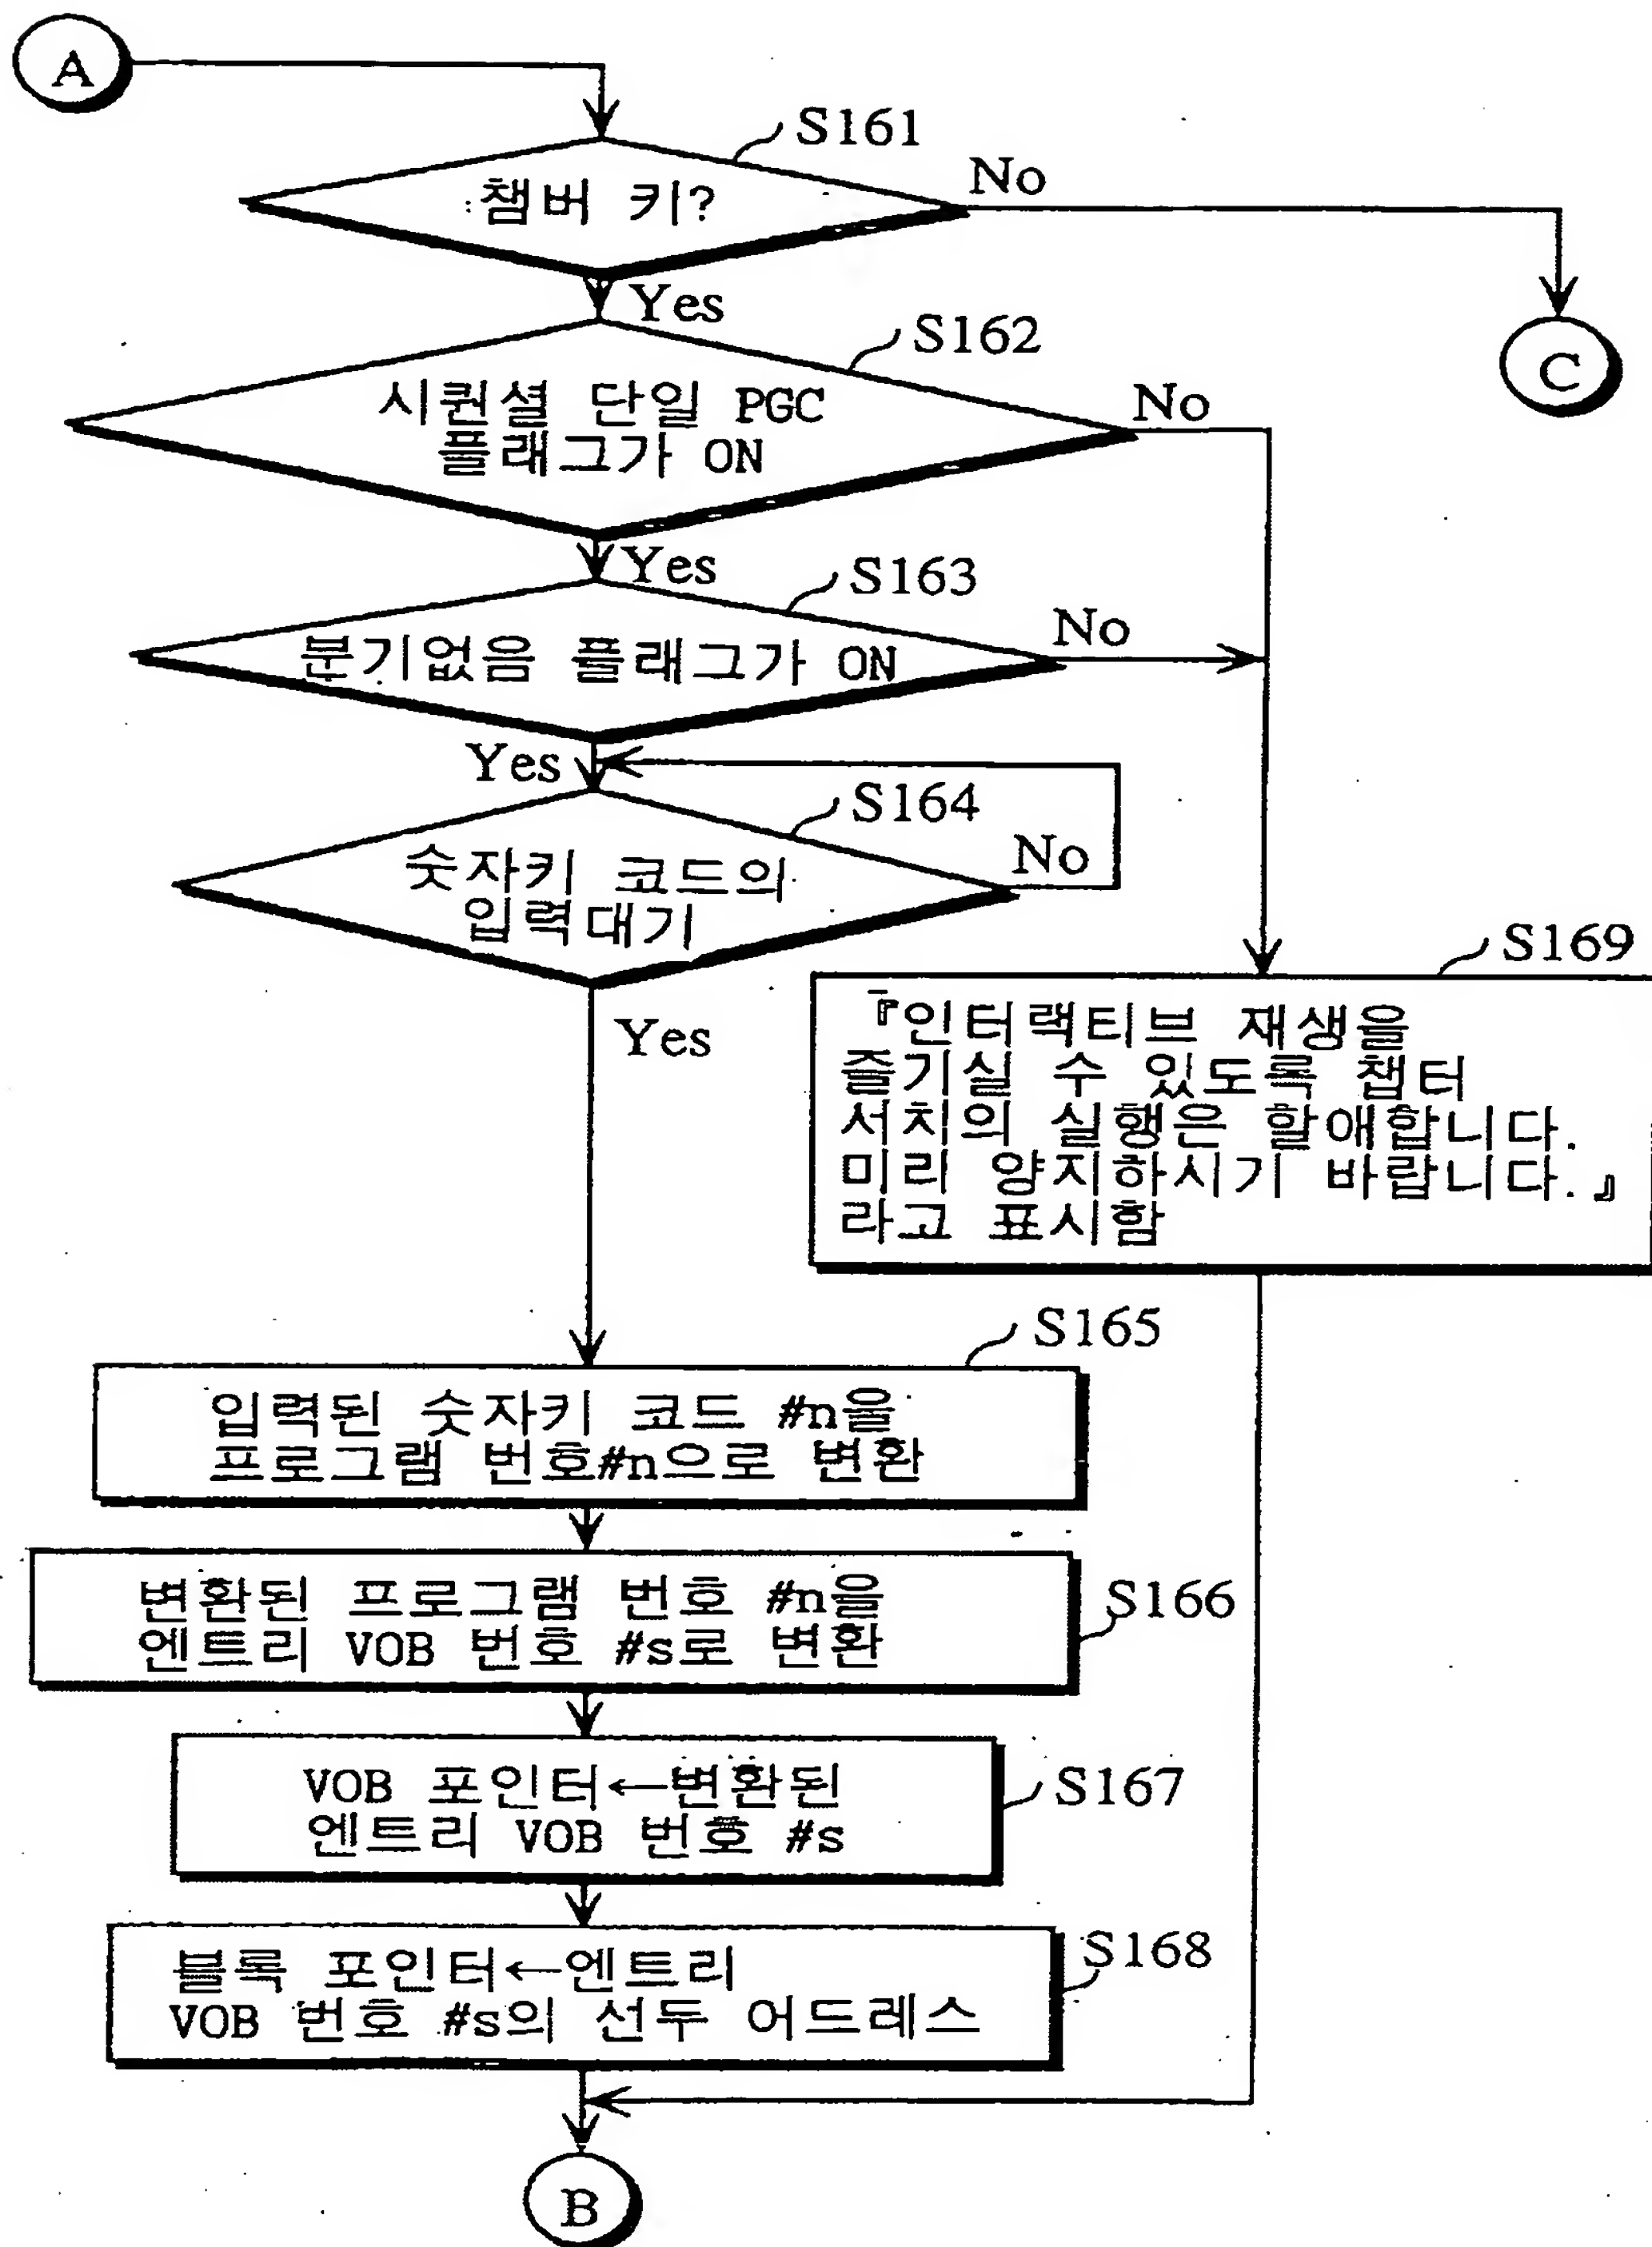 A
S161
챔버 키?
No
Yes
C
S162
시퀀셜 단일 PGC
플래그가 ON
No
Yes
S163
분기없음 플래그가 ON
No
Yes
S164
숫자키 코드의
입력대기
No
Yes
S169
『인터랙티브 재생을
즐기실 수 있도록 챕터
서치의 실행은 할애합니다.
미리 양지하시기 바랍니다.』
라고 표시함
S165
입력된 숫자키 코드 #n을
프로그램 번호#n으로 변환
변환된 프로그램 번호 #n을
엔트리 VOB 번호 #s로 변환
S166
VOB 포인터←변환된
엔트리 VOB 번호 #s
S167
블록 포인터←엔트리
VOB 번호 #s의 선두 어드레스
S168
B